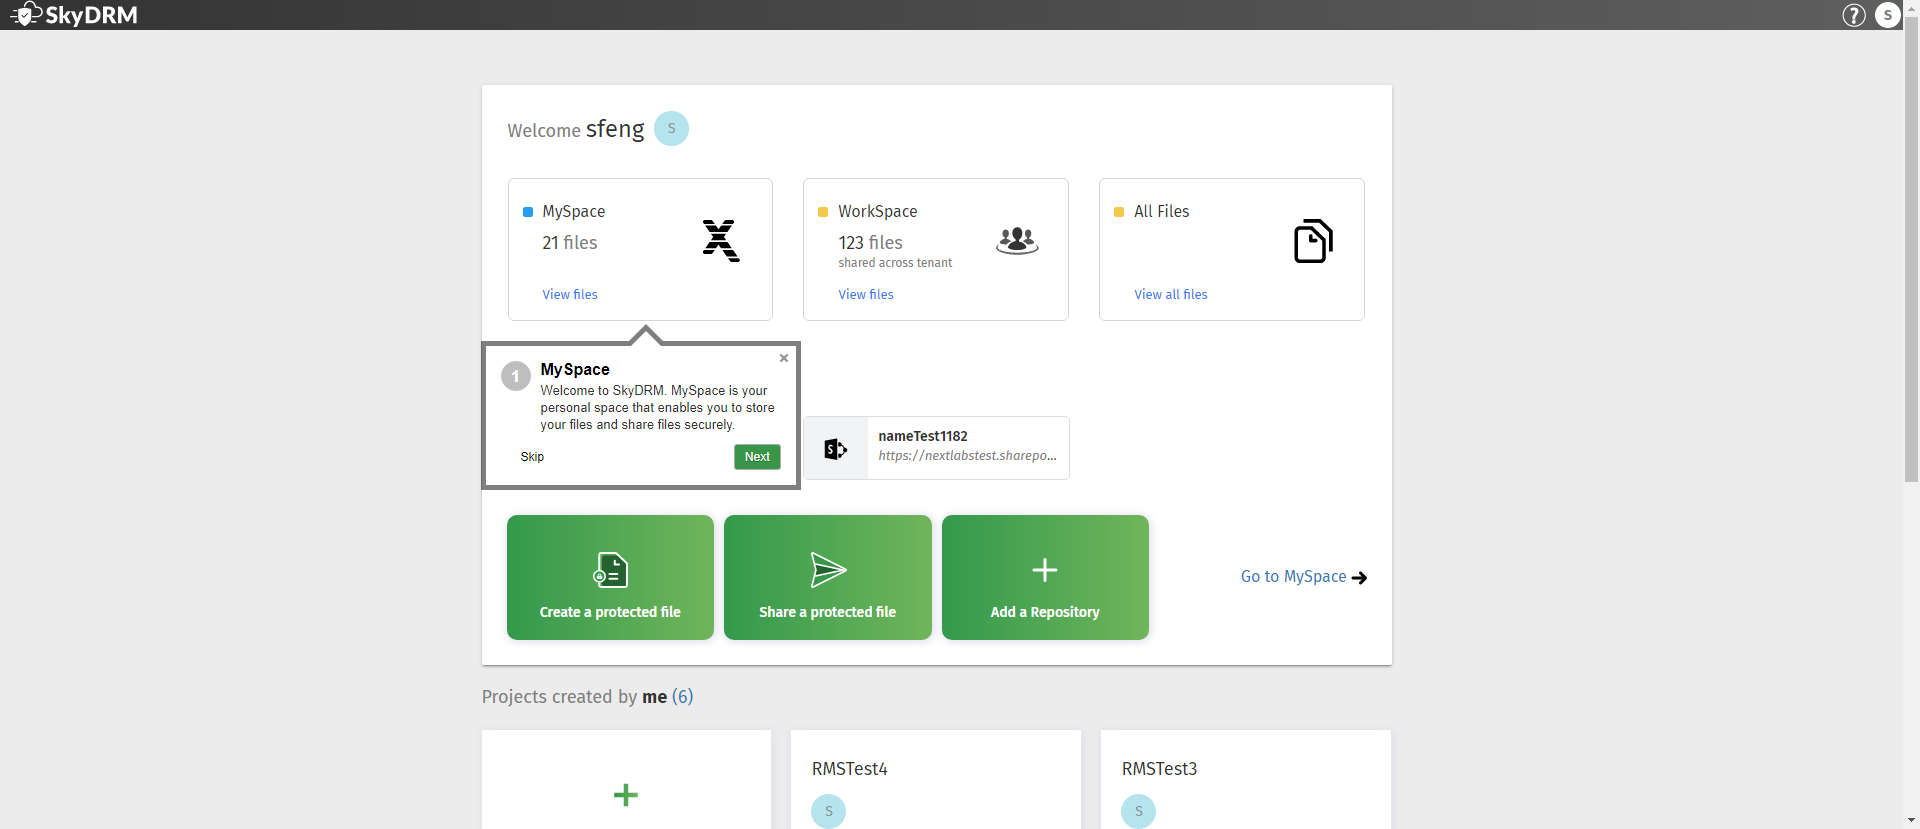 SkyDRM
? S
Welcome sfeng S
MySpace
21 files
View files
WorkSpace
123 files
shared across tenant
View files
All Files
View all files
1
MySpace
Welcome to SkyDRM. MySpace is your
personal space that enables you to store
your files and share files securely.
Skip
Next
S
nameTest1182
https://nextlabstest.sharepo...
Create a protected file
Share a protected file
Add a Repository
Go to MySpace
Projects created by me (6)
RMSTest4
S
RMSTest3
S